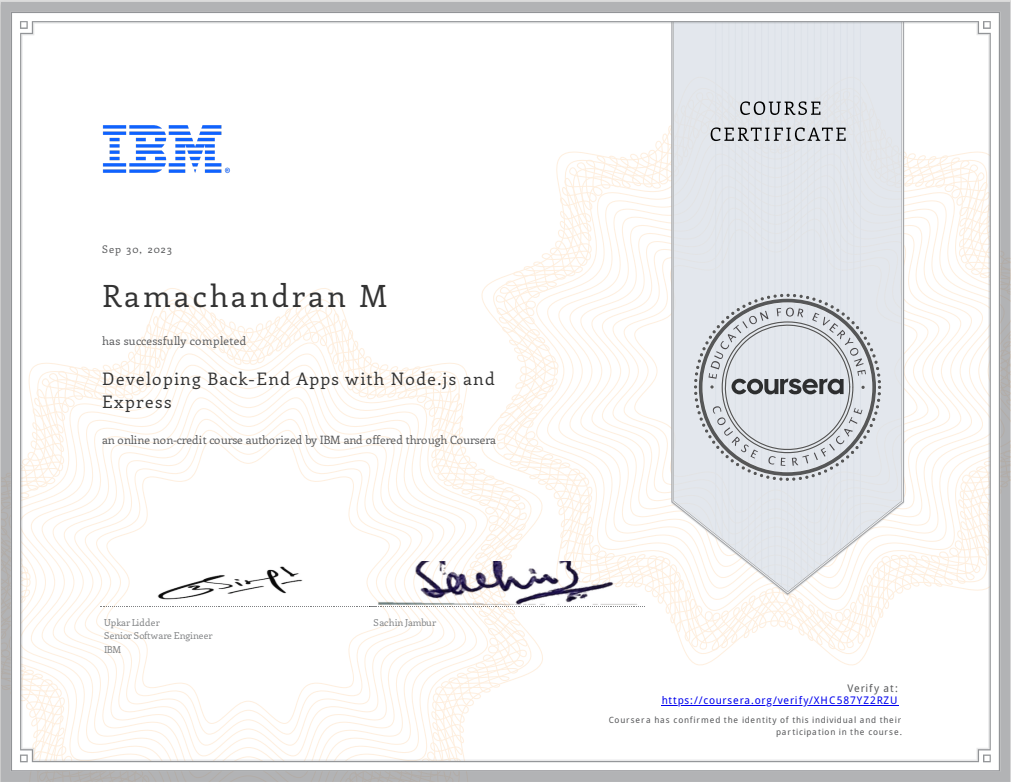 COURSE
CERTIFICATE
IBM®
Sep 30, 2023
Ramachandran M
has successfully completed
Developing Back-End Apps with Node.js and
Express
an online non-credit course authorized by IBM and offered through Coursera
EDUCATION FOR EVERYONE
coursera
COURSE CERTIFICATE
Sachin J
Upkar Lidder
Senior Software Engineer
IBM
Sachin Jambur
Verify at:
https://coursera.org/verify/XHC587YZ2RZU
Coursera has confirmed the identity of this individual and their
participation in the course.